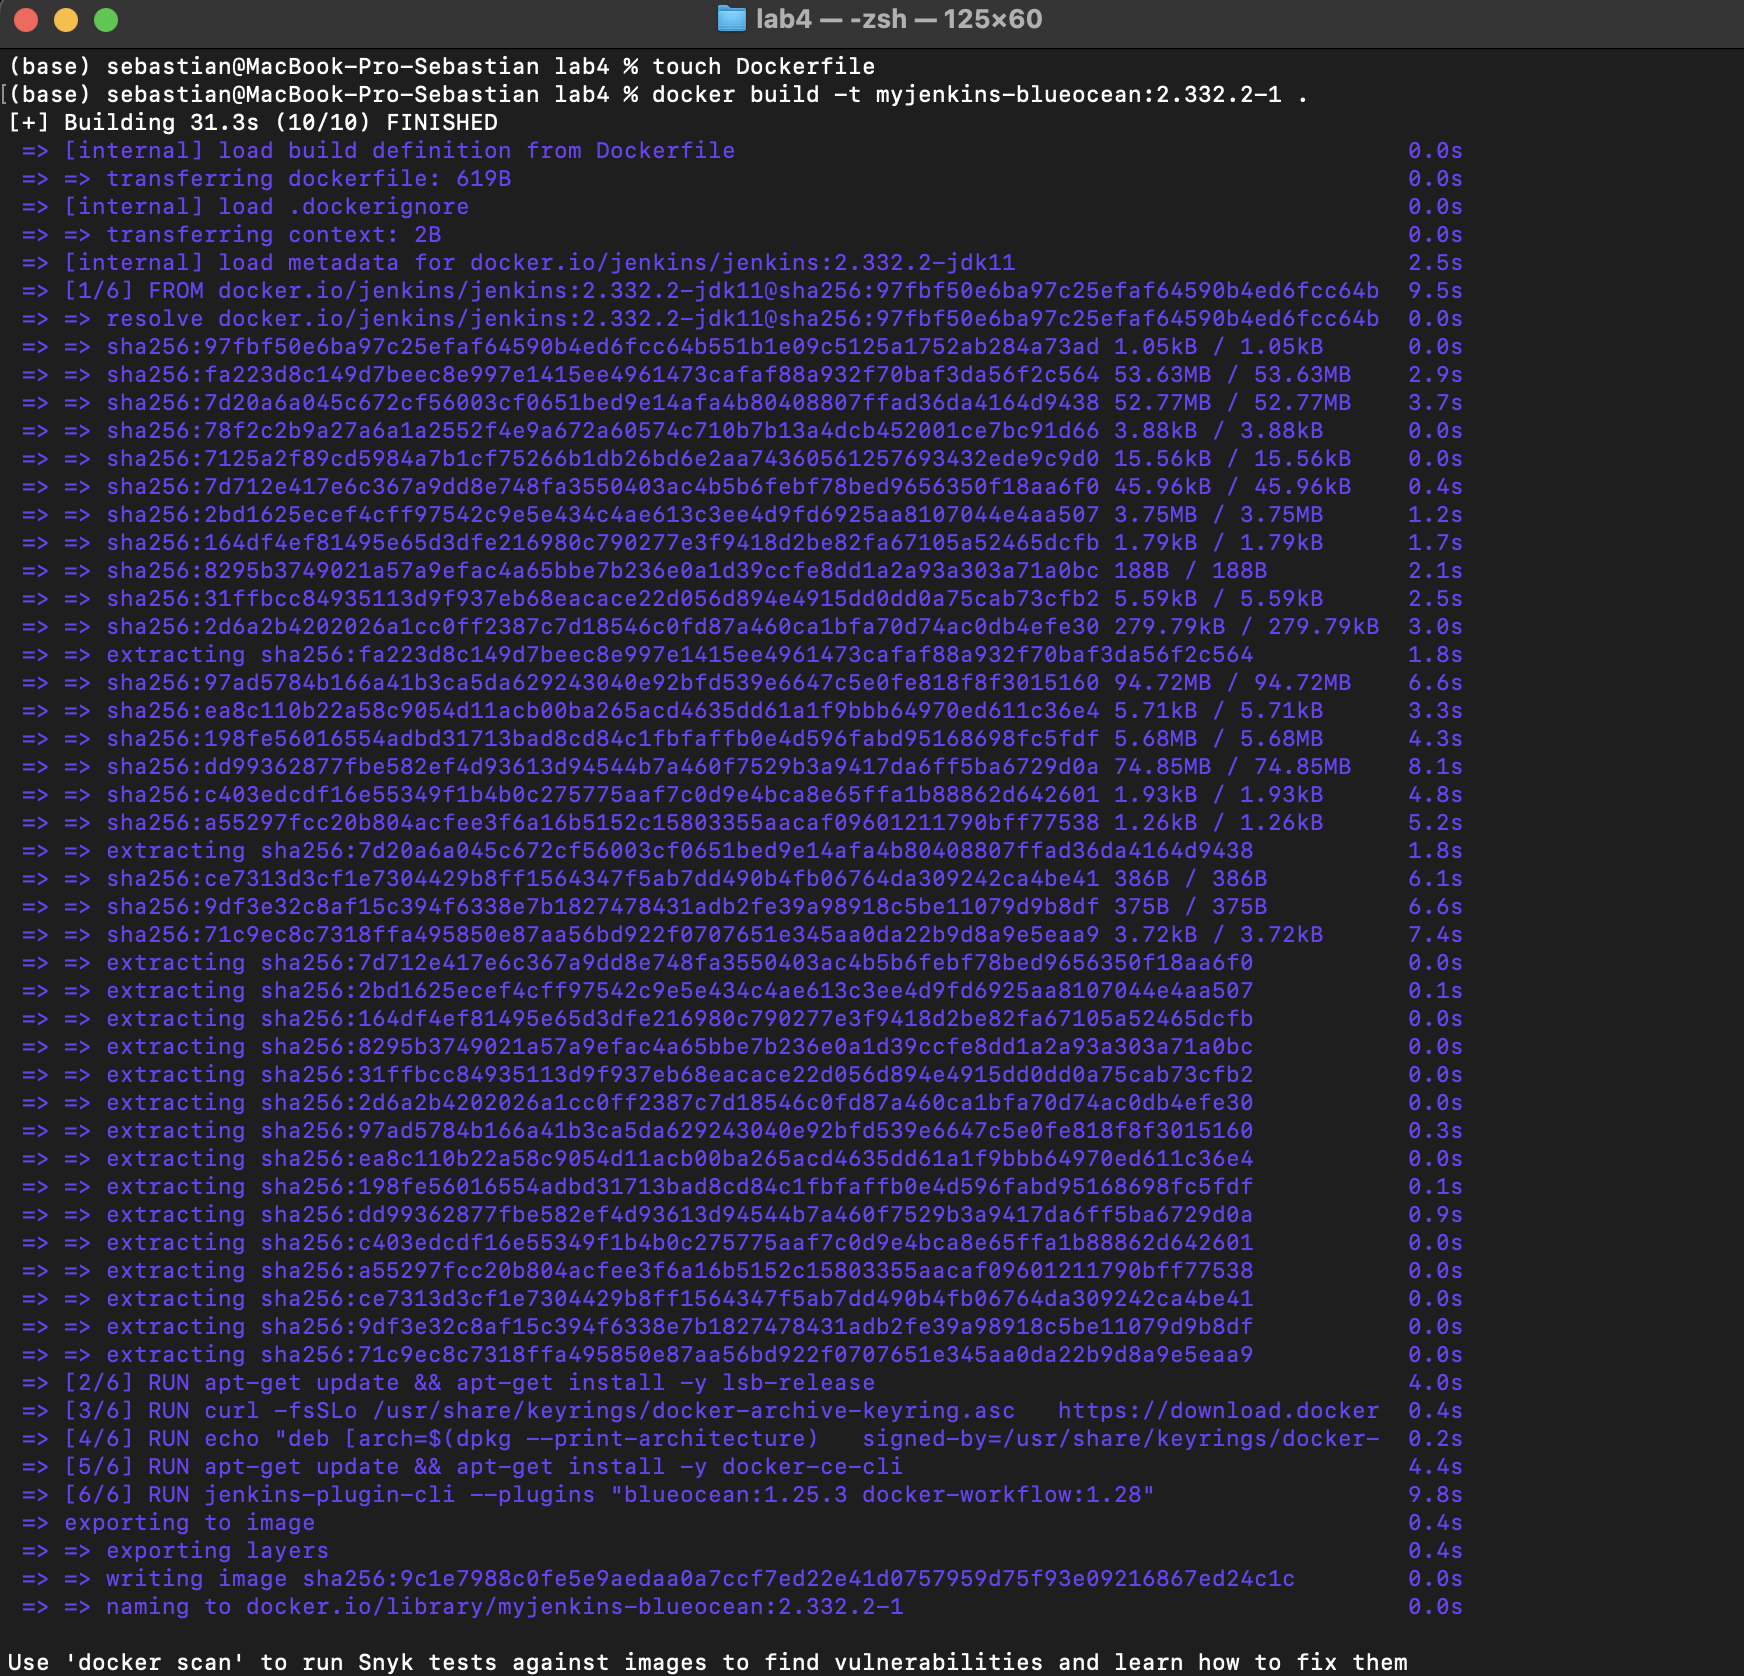 lab4 — -zsh — 125×60
(base) sebastian@MacBook-Pro-Sebastian lab4 % touch Dockerfile
[(base) sebastian@MacBook-Pro-Sebastian lab4 % docker build -t myjenkins-blueocean:2.332.2-1 .
[+] Building 31.3s (10/10) FINISHED
=> [internal] load build definition from Dockerfile 0.0s
=> => transferring dockerfile: 619B 0.0s
=> [internal] load .dockerignore 0.0s
=> => transferring context: 2B 0.0s
=> [internal] load metadata for docker.io/jenkins/jenkins:2.332.2-jdk11 2.5s
=> [1/6] FROM docker.io/jenkins/jenkins:2.332.2-jdk11@sha256:97fbf50e6ba97c25efaf64590b4ed6fcc64b 9.5s
=> => resolve docker.io/jenkins/jenkins:2.332.2-jdk11@sha256:97fbf50e6ba97c25efaf64590b4ed6fcc64b 0.0s
=> => sha256:97fbf50e6ba97c25efaf64590b4ed6fcc64b551b1e09c5125a1752ab284a73ad 1.05kB / 1.05kB 0.0s
=> => sha256:fa223d8c149d7beec8e997e1415ee4961473cafaf88a932f70baf3da56f2c564 53.63MB / 53.63MB 2.9s
=> => sha256:7d20a6a045c672cf56003cf0651bed9e14afa4b80408807ffad36da4164d9438 52.77MB / 52.77MB 3.7s
=> => sha256:78f2c2b9a27a6a1a2552f4e9a672a60574c710b7b13a4dcb452001ce7bc91d66 3.88kB / 3.88kB 0.0s
=> => sha256:7125a2f89cd5984a7b1cf75266b1db26bd6e2aa74360561257693432ede9c9d0 15.56kB / 15.56kB 0.0s
=> => sha256:7d712e417e6c367a9dd8e748fa3550403ac4b5b6febf78bed9656350f18aa6f0 45.96kB / 45.96kB 0.4s
=> => sha256:2bd1625ecef4cff97542c9e5e434c4ae613c3ee4d9fd6925aa8107044e4aa507 3.75MB / 3.75MB 1.2s
=> => sha256:164df4ef81495e65d3dfe216980c790277e3f9418d2be82fa67105a52465dcfb 1.79kB / 1.79kB 1.7s
=> => sha256:8295b3749021a57a9efac4a65bbe7b236e0a1d39ccfe8dd1a2a93a303a71a0bc 188B / 188B 2.1s
=> => sha256:31ffbcc84935113d9f937eb68eacace22d056d894e4915dd0dd0a75cab73cfb2 5.59kB / 5.59kB 2.5s
=> => sha256:2d6a2b4202026a1cc0ff2387c7d18546c0fd87a460ca1bfa70d74ac0db4efe30 279.79kB / 279.79kB 3.0s
=> => extracting sha256:fa223d8c149d7beec8e997e1415ee4961473cafaf88a932f70baf3da56f2c564 1.8s
=> => sha256:97ad5784b166a41b3ca5da629243040e92bfd539e6647c5e0fe818f8f3015160 94.72MB / 94.72MB 6.6s
=> => sha256:ea8c110b22a58c9054d11acb00ba265acd4635dd61a1f9bbb64970ed611c36e4 5.71kB / 5.71kB 3.3s
=> => sha256:198fe56016554adbd31713bad8cd84c1fbfaffb0e4d596fabd95168698fc5fdf 5.68MB / 5.68MB 4.3s
=> => sha256:dd99362877fbe582ef4d93613d94544b7a460f7529b3a9417da6ff5ba6729d0a 74.85MB / 74.85MB 8.1s
=> => sha256:c403edcdf16e55349f1b4b0c275775aaf7c0d9e4bca8e65ffa1b88862d642601 1.93kB / 1.93kB 4.8s
=> => sha256:a55297fcc20b804acfee3f6a16b5152c15803355aacaf09601211790bff77538 1.26kB / 1.26kB 5.2s
=> => extracting sha256:7d20a6a045c672cf56003cf0651bed9e14afa4b80408807ffad36da4164d9438 1.8s
=> => sha256:ce7313d3cf1e7304429b8ff1564347f5ab7dd490b4fb06764da309242ca4be41 386B / 386B 6.1s
=> => sha256:9df3e32c8af15c394f6338e7b1827478431adb2fe39a98918c5be11079d9b8df 375B / 375B 6.6s
=> => sha256:71c9ec8c7318ffa495850e87aa56bd922f0707651e345aa0da22b9d8a9e5eaa9 3.72kB / 3.72kB 7.4s
=> => extracting sha256:7d712e417e6c367a9dd8e748fa3550403ac4b5b6febf78bed9656350f18aa6f0 0.0s
=> => extracting sha256:2bd1625ecef4cff97542c9e5e434c4ae613c3ee4d9fd6925aa8107044e4aa507 0.1s
=> => extracting sha256:164df4ef81495e65d3dfe216980c790277e3f9418d2be82fa67105a52465dcfb 0.0s
=> => extracting sha256:8295b3749021a57a9efac4a65bbe7b236e0a1d39ccfe8dd1a2a93a303a71a0bc 0.0s
=> => extracting sha256:31ffbcc84935113d9f937eb68eacace22d056d894e4915dd0dd0a75cab73cfb2 0.0s
=> => extracting sha256:2d6a2b4202026a1cc0ff2387c7d18546c0fd87a460ca1bfa70d74ac0db4efe30 0.0s
=> => extracting sha256:97ad5784b166a41b3ca5da629243040e92bfd539e6647c5e0fe818f8f3015160 0.3s
=> => extracting sha256:ea8c110b22a58c9054d11acb00ba265acd4635dd61a1f9bbb64970ed611c36e4 0.0s
=> => extracting sha256:198fe56016554adbd31713bad8cd84c1fbfaffb0e4d596fabd95168698fc5fdf 0.1s
=> => extracting sha256:dd99362877fbe582ef4d93613d94544b7a460f7529b3a9417da6ff5ba6729d0a 0.9s
=> => extracting sha256:c403edcdf16e55349f1b4b0c275775aaf7c0d9e4bca8e65ffa1b88862d642601 0.0s
=> => extracting sha256:a55297fcc20b804acfee3f6a16b5152c15803355aacaf09601211790bff77538 0.0s
=> => extracting sha256:ce7313d3cf1e7304429b8ff1564347f5ab7dd490b4fb06764da309242ca4be41 0.0s
=> => extracting sha256:9df3e32c8af15c394f6338e7b1827478431adb2fe39a98918c5be11079d9b8df 0.0s
=> => extracting sha256:71c9ec8c7318ffa495850e87aa56bd922f0707651e345aa0da22b9d8a9e5eaa9 0.0s
=> [2/6] RUN apt-get update && apt-get install -y lsb-release 4.0s
=> [3/6] RUN curl -fsSLo /usr/share/keyrings/docker-archive-keyring.asc   https://download.docker 0.4s
=> [4/6] RUN echo "deb [arch=$(dpkg --print-architecture)   signed-by=/usr/share/keyrings/docker- 0.2s
=> [5/6] RUN apt-get update && apt-get install -y docker-ce-cli 4.4s
=> [6/6] RUN jenkins-plugin-cli --plugins "blueocean:1.25.3 docker-workflow:1.28" 9.8s
=> exporting to image 0.4s
=> => exporting layers 0.4s
=> => writing image sha256:9c1e7988c0fe5e9aedaa0a7ccf7ed22e41d0757959d75f93e09216867ed24c1c 0.0s
=> => naming to docker.io/library/myjenkins-blueocean:2.332.2-1 0.0s
Use 'docker scan' to run Snyk tests against images to find vulnerabilities and learn how to fix them